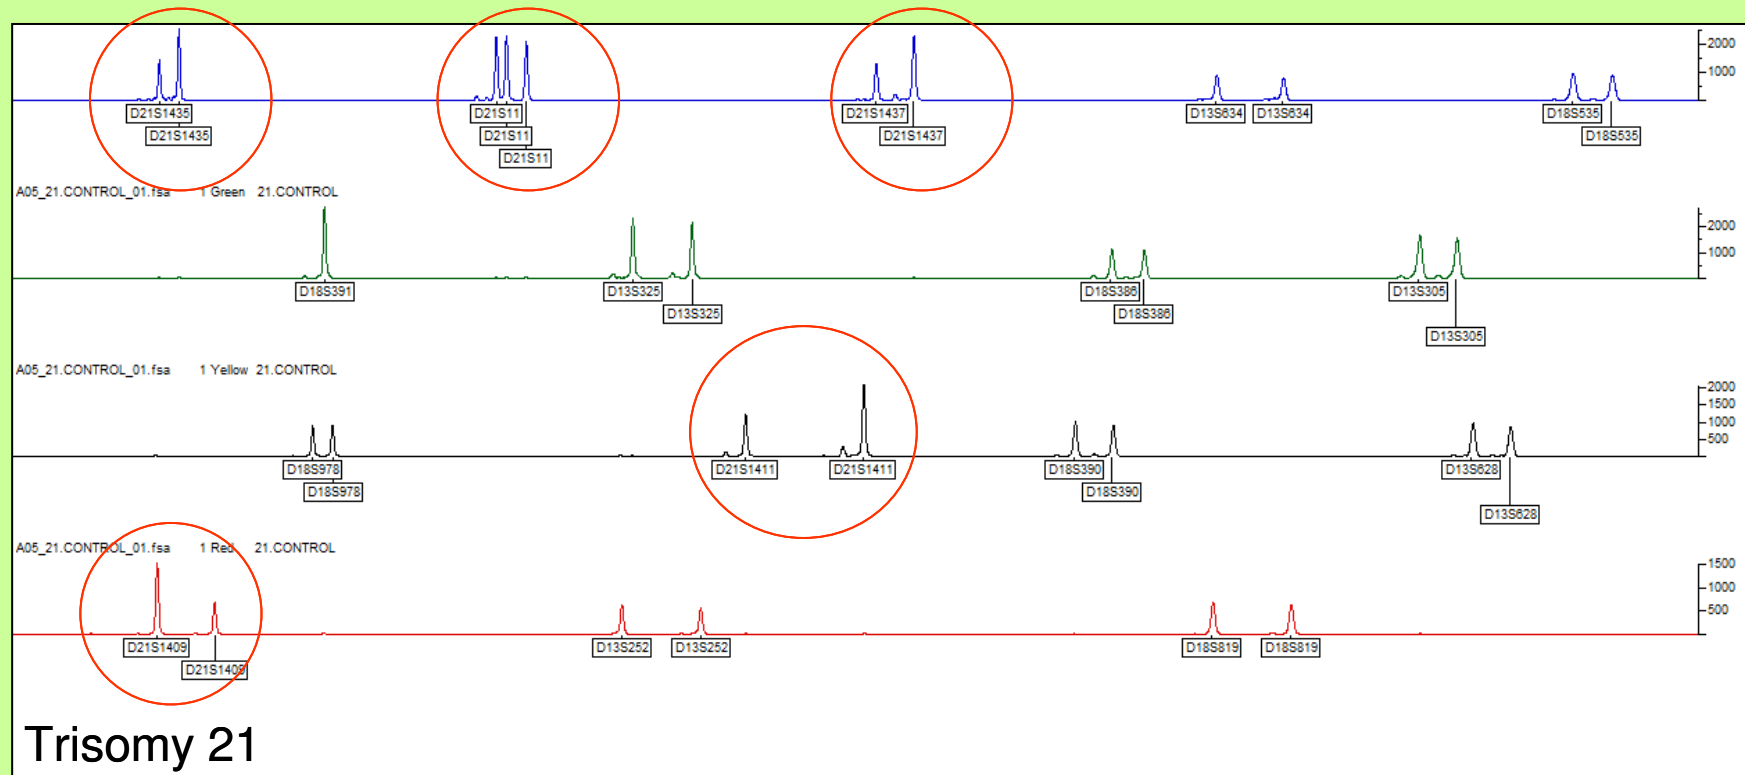 2000
1000
D21S1435 D21S11 D21S1437 D13S634 D13S634 D18S535
D21S1435 D21S11 D21S1437 D18S535
D21S11
A05_21.CONTROL_01.fsa 1 Green 21.CONTROL
2000
1000
D18S391 D13S325 D18S386 D13S305
D13S325 D18S386
D13S305
A05_21.CONTROL_01.fsa 1 Yellow 21.CONTROL
2000
1500
1000
500
D18S978 D21S1411 D21S1411 D18S390 D13S628
D18S978 D18S390
D13S628
A05_21.CONTROL_01.fsa 1 Red 21.CONTROL
1500
1000
500
D21S1409 D13S252 D13S252 D18S819 D18S819
D21S1409
Trisomy 21